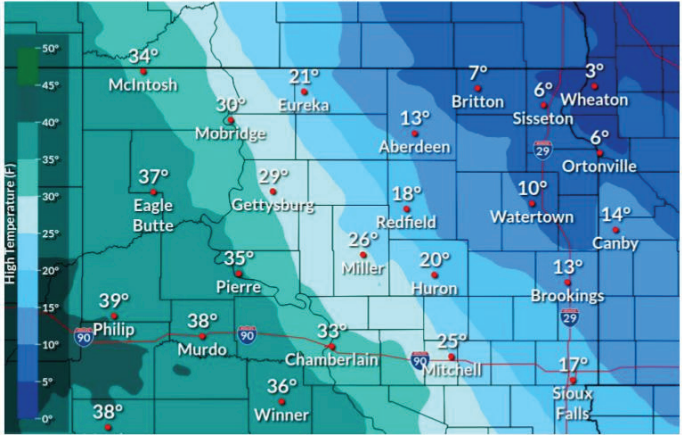 High Temperature (F)
50°
45°
40°
35°
30°
25°
20°
15°
10°
5°
0°
34°
McIntosh
21°
Eureka
7°
Britton
6°
Sisseton
3°
Wheaton
30°
Mobridge
13°
Aberdeen
29
6°
Ortonville
37°
Eagle
Butte
29°
Gettysburg
18°
Redfield
10°
Watertown
14°
Canby
35°
Pierre
26°
Miller
20°
Huron
13°
Brookings
39°
Philip
90
38°
Murdo
90
33°
Chamberlain
90
25°
Mitchell
29
17°
Sioux
Falls
36°
Winner
38°